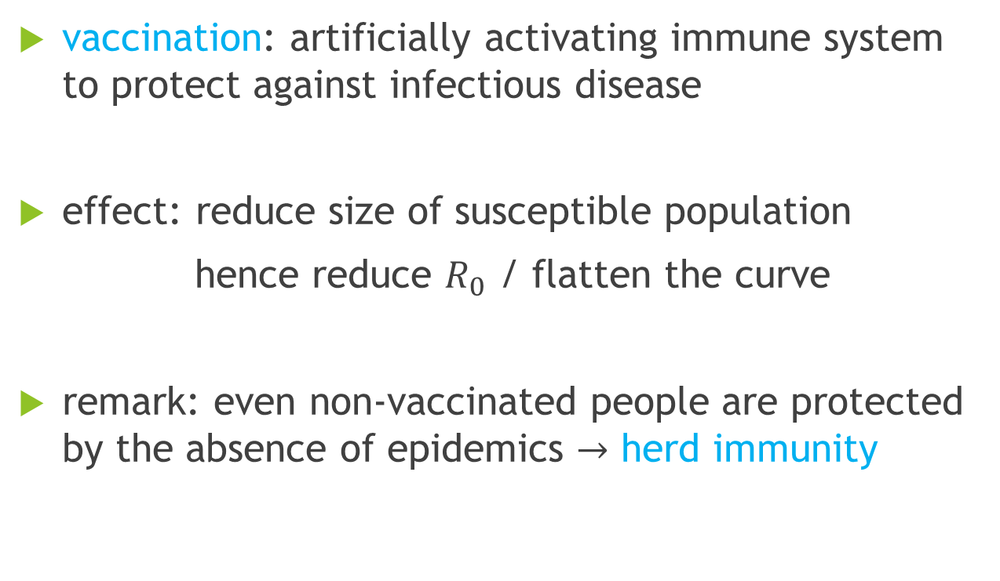 ▶ vaccination: artificially activating immune system
to protect against infectious disease
▶ effect: reduce size of susceptible population
hence reduce R₀ / flatten the curve
▶ remark: even non-vaccinated people are protected
by the absence of epidemics → herd immunity